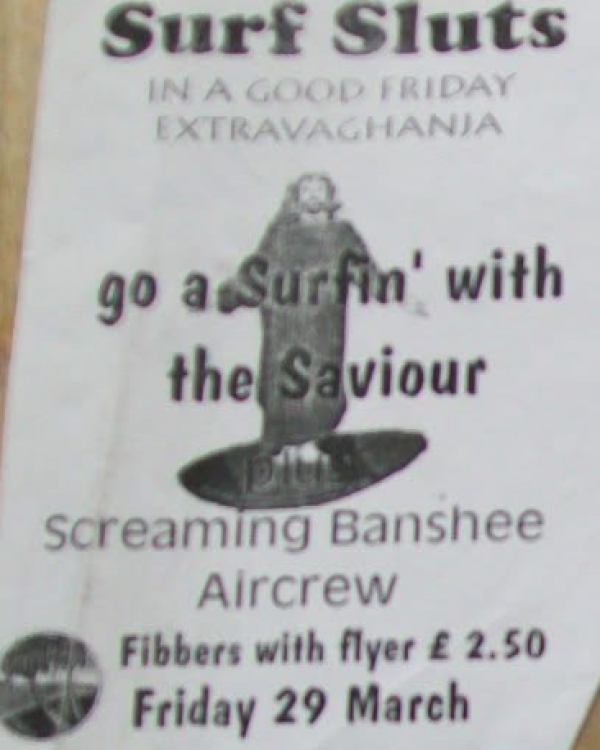 Surf Sluts
IN A GOOD FRIDAY
EXTRAVAGHANJA
go a Surfin' with
the Saviour
plus
Screaming Banshee
Aircrew
Fibbers with flyer £ 2.50
Friday 29 March